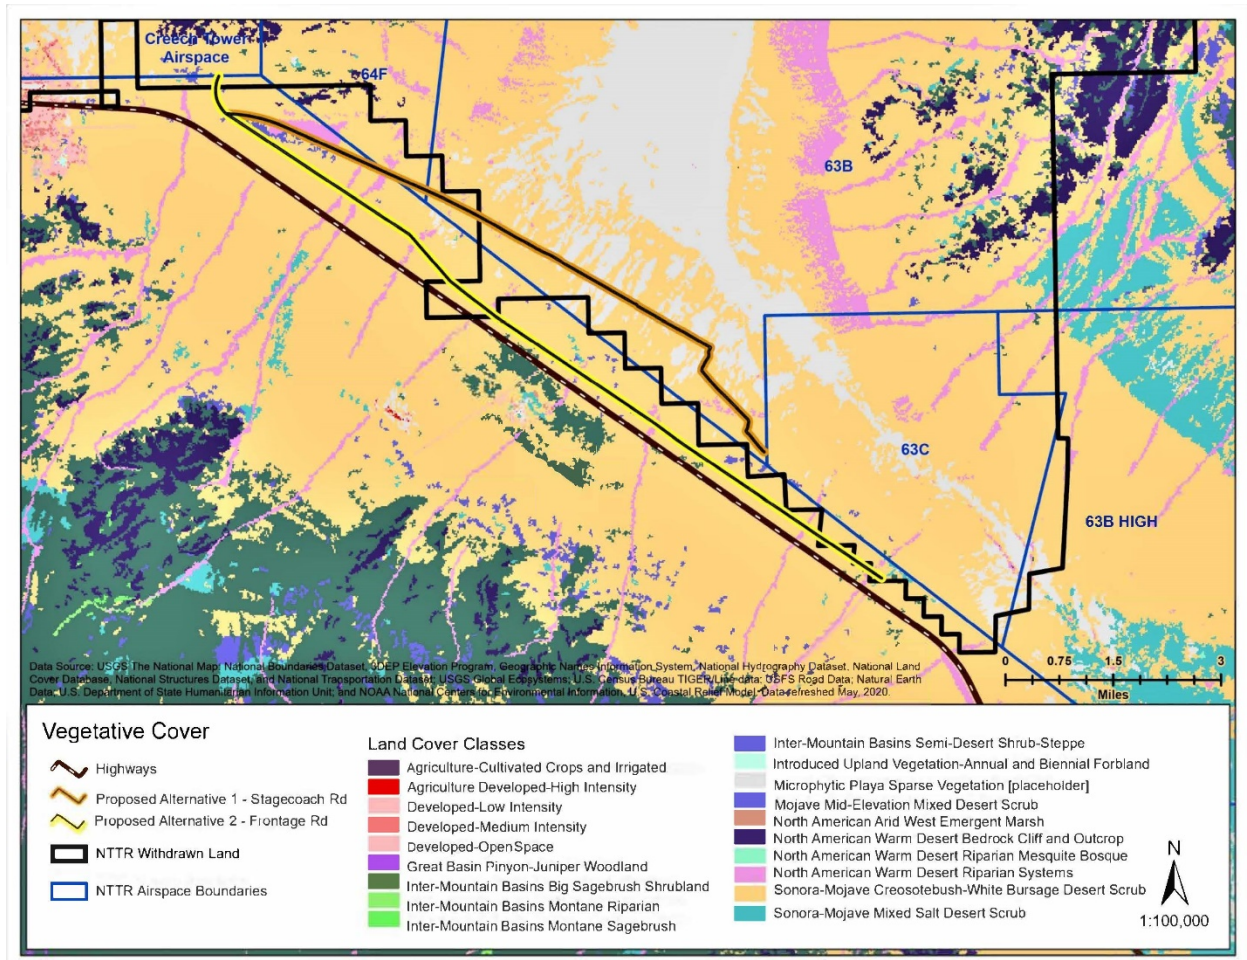 Creech Tower
Airspace
64F
63B
63C
63B HIGH
Data Source: USGS The National Map: National Boundaries Dataset, 3DEP Elevation Program, Geographic Names Information System, National Hydrography Dataset, National Land
Cover Database, National Structures Dataset, and National Transportation Dataset; USGS Global Ecosystems; U.S. Census Bureau TIGER/Line data; USFS Road Data; Natural Earth
Data; U.S. Department of State Humanitarian Information Unit; and NOAA National Centers for Environmental Information, U.S. Coastal Relief Model. Data refreshed May, 2020.
0 0.75 1.5 3
Miles
Vegetative Cover
Highways
Proposed Alternative 1 - Stagecoach Rd
Proposed Alternative 2 - Frontage Rd
NTTR Withdrawn Land
NTTR Airspace Boundaries
Land Cover Classes
Agriculture-Cultivated Crops and Irrigated
Agriculture Developed-High Intensity
Developed-Low Intensity
Developed-Medium Intensity
Developed-OpenSpace
Great Basin Pinyon-Juniper Woodland
Inter-Mountain Basins Big Sagebrush Shrubland
Inter-Mountain Basins Montane Riparian
Inter-Mountain Basins Montane Sagebrush
Inter-Mountain Basins Semi-Desert Shrub-Steppe
Introduced Upland Vegetation-Annual and Biennial Forbland
Microphytic Playa Sparse Vegetation [placeholder]
Mojave Mid-Elevation Mixed Desert Scrub
North American Arid West Emergent Marsh
North American Warm Desert Bedrock Cliff and Outcrop
North American Warm Desert Riparian Mesquite Bosque
North American Warm Desert Riparian Systems
Sonora-Mojave Creosotebush-White Bursage Desert Scrub
Sonora-Mojave Mixed Salt Desert Scrub
N
1:100,000